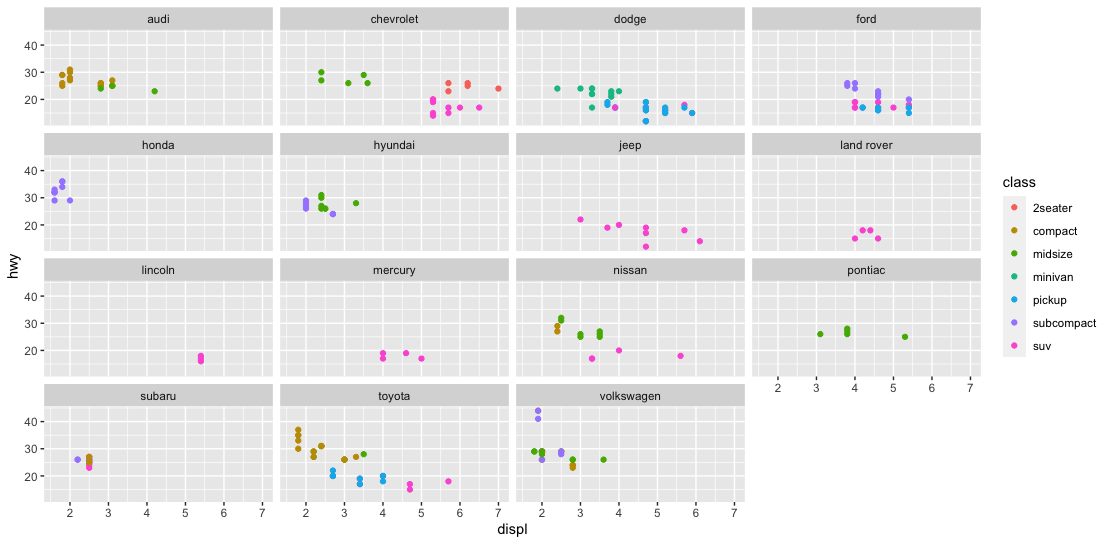 audi chevrolet dodge ford
40
30
20
honda hyundai jeep land rover
40
30
20
lincoln mercury nissan pontiac
40
30
20
2 3 4 5 6 7
subaru toyota volkswagen
40
30
20
2 3 4 5 6 7 2 3 4 5 6 7 2 3 4 5 6 7
displ
hwy
class
2seater
compact
midsize
minivan
pickup
subcompact
suv